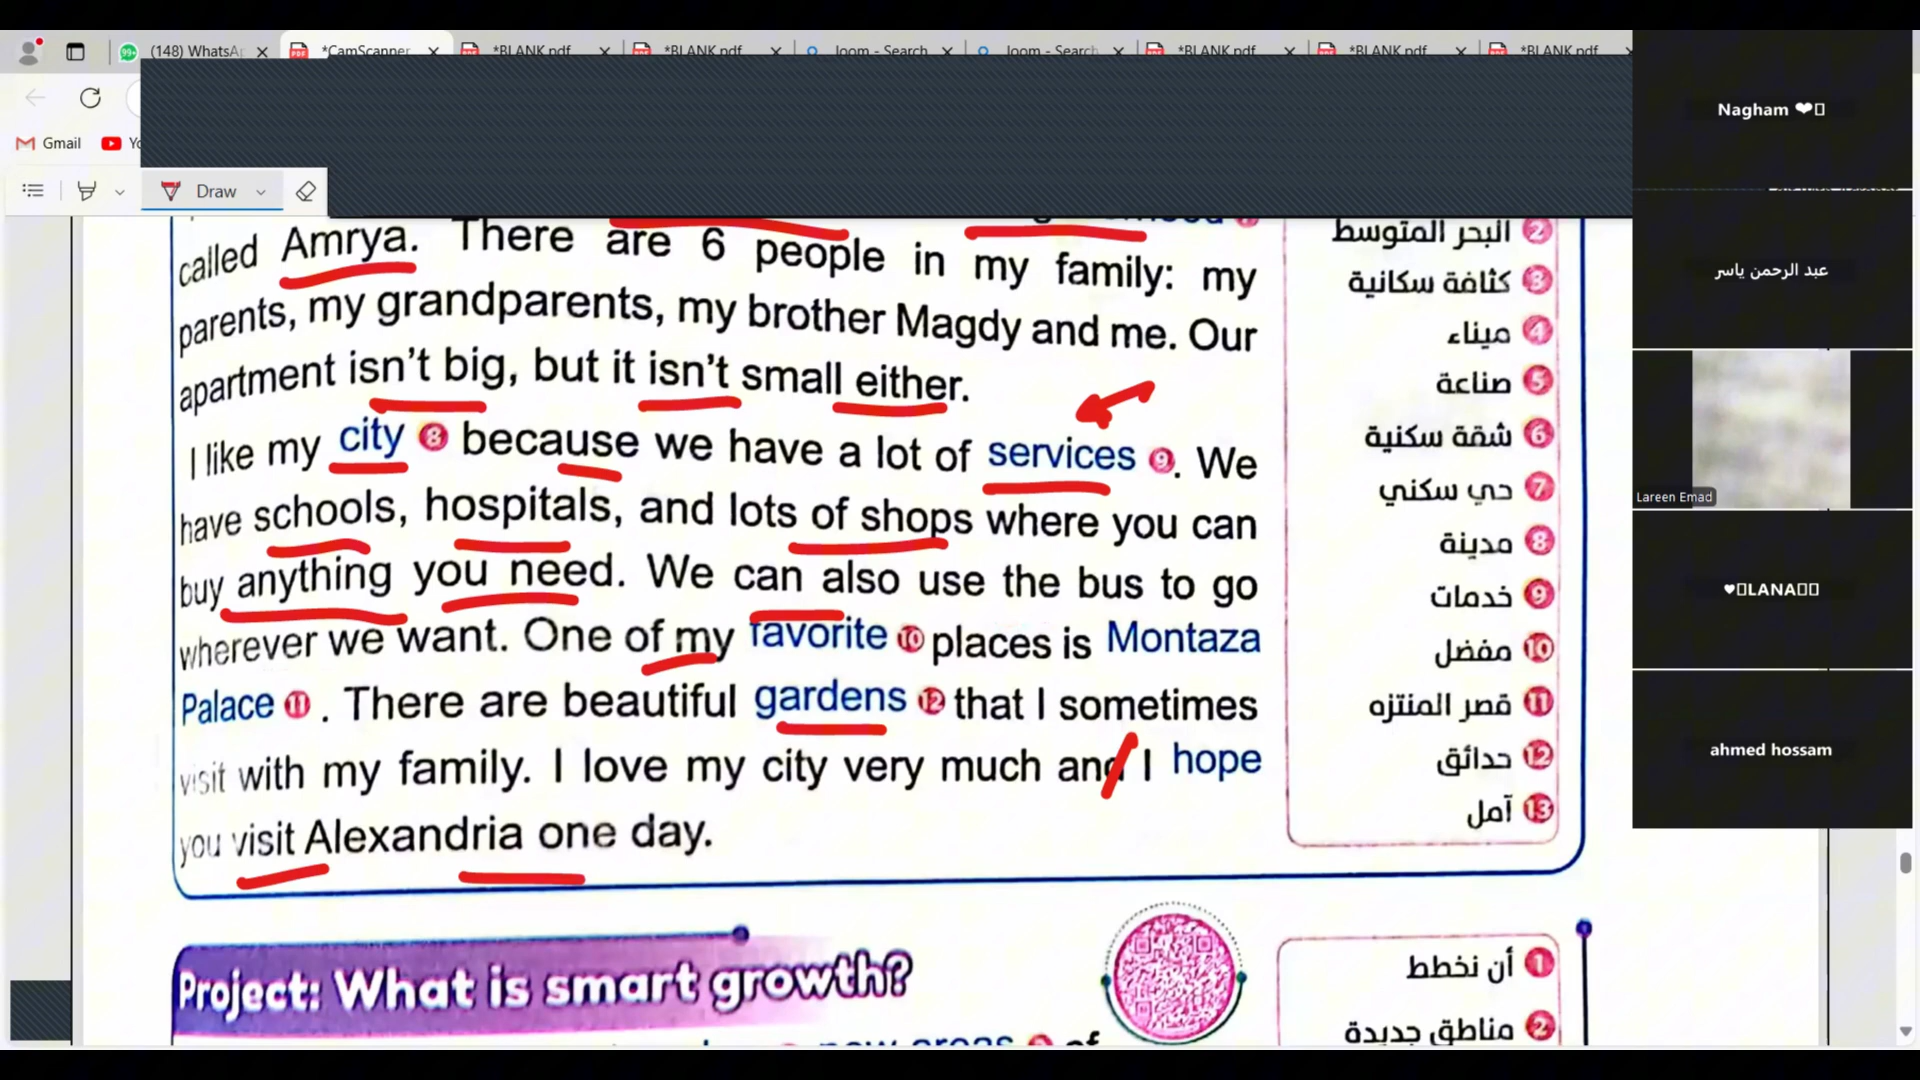 (148) WhatsA
*CamScanner
*BLANK.pdf
*BLANK.pdf
loom - Search
loom - Search
*BLANK.pdf
*BLANK.pdf
*BLANK.pdf
Gmail
Draw
called Amrya. There are 6 people in my family: my
parents, my grandparents, my brother Magdy and me. Our
apartment isn't big, but it isn't small either.
I like my city 8 because we have a lot of services 9. We
have schools, hospitals, and lots of shops where you can
buy anything you need. We can also use the bus to go
wherever we want. One of my favorite 10 places is Montaza
Palace 11. There are beautiful gardens 12 that I sometimes
visit with my family. I love my city very much and I hope
you visit Alexandria one day.
2 البحر المتوسط
3 كثافة سكانية
4 ميناء
5 صناعة
6 شقة سكنية
7 حي سكني
8 مدينة
9 خدمات
10 مفضل
11 قصر المنتزه
12 حدائق
13 آمل
Project: What is smart growth?
new areas 2 of
1 أن نخطط
2 مناطق جديدة
Nagham ❤
عبد الرحمن ياسر
Lareen Emad
♥LANA
ahmed hossam